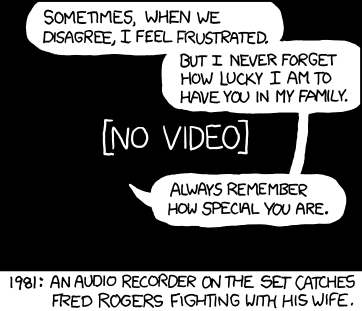 SOMETIMES, WHEN WE
DISAGREE, I FEEL FRUSTRATED.
BUT I NEVER FORGET
HOW LUCKY I AM TO
HAVE YOU IN MY FAMILY.
[NO VIDEO]
ALWAYS REMEMBER
HOW SPECIAL YOU ARE.
1981: AN AUDIO RECORDER ON THE SET CATCHES
FRED ROGERS FIGHTING WITH HIS WIFE.